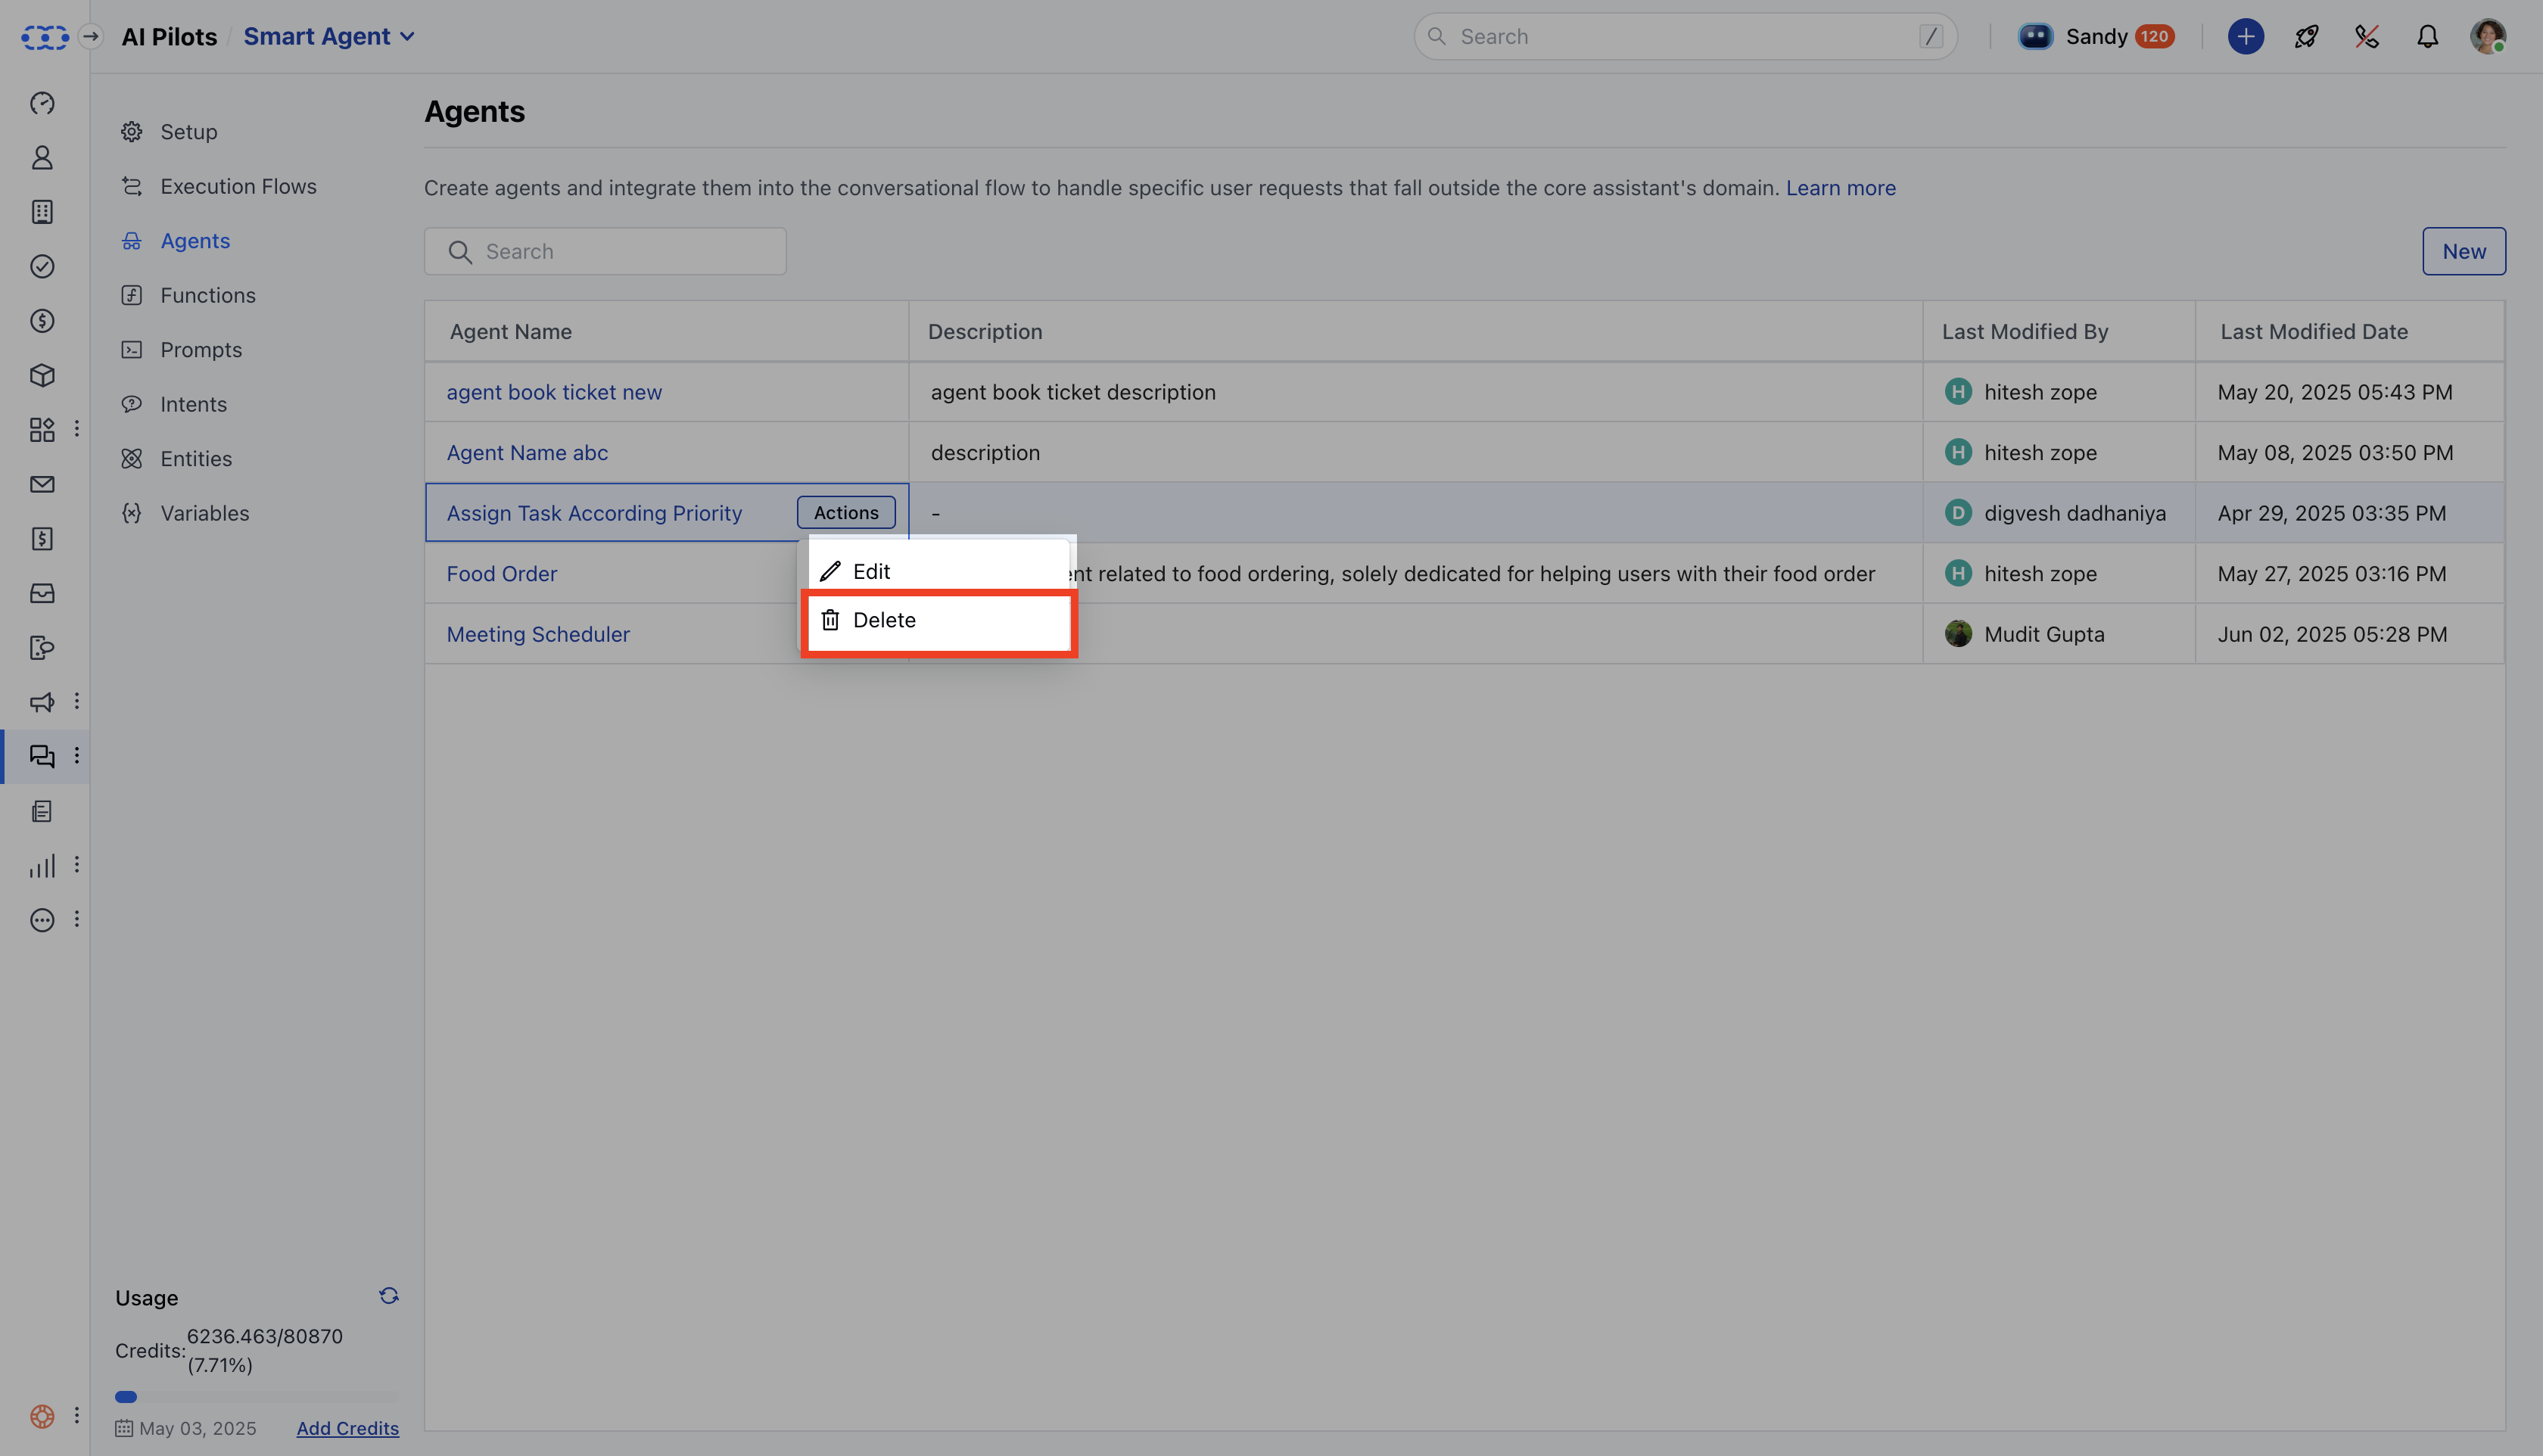 AI Pilots / Smart Agent
Search /
Sandy 120
Setup
Execution Flows
Agents
Functions
Prompts
Intents
Entities
Variables
Agents
Create agents and integrate them into the conversational flow to handle specific user requests that fall outside the core assistant's domain. Learn more
Search
New
Agent Name Description Last Modified By Last Modified Date
agent book ticket new agent book ticket description H hitesh zope May 20, 2025 05:43 PM
Agent Name abc description H hitesh zope May 08, 2025 03:50 PM
Assign Task According Priority Actions - D digvesh dadhaniya Apr 29, 2025 03:35 PM
Edit
Food Order related to food ordering, solely dedicated for helping users with their food order H hitesh zope May 27, 2025 03:16 PM
Delete
Meeting Scheduler Mudit Gupta Jun 02, 2025 05:28 PM
Usage
Credits: 6236.463/80870
(7.71%)
May 03, 2025 Add Credits